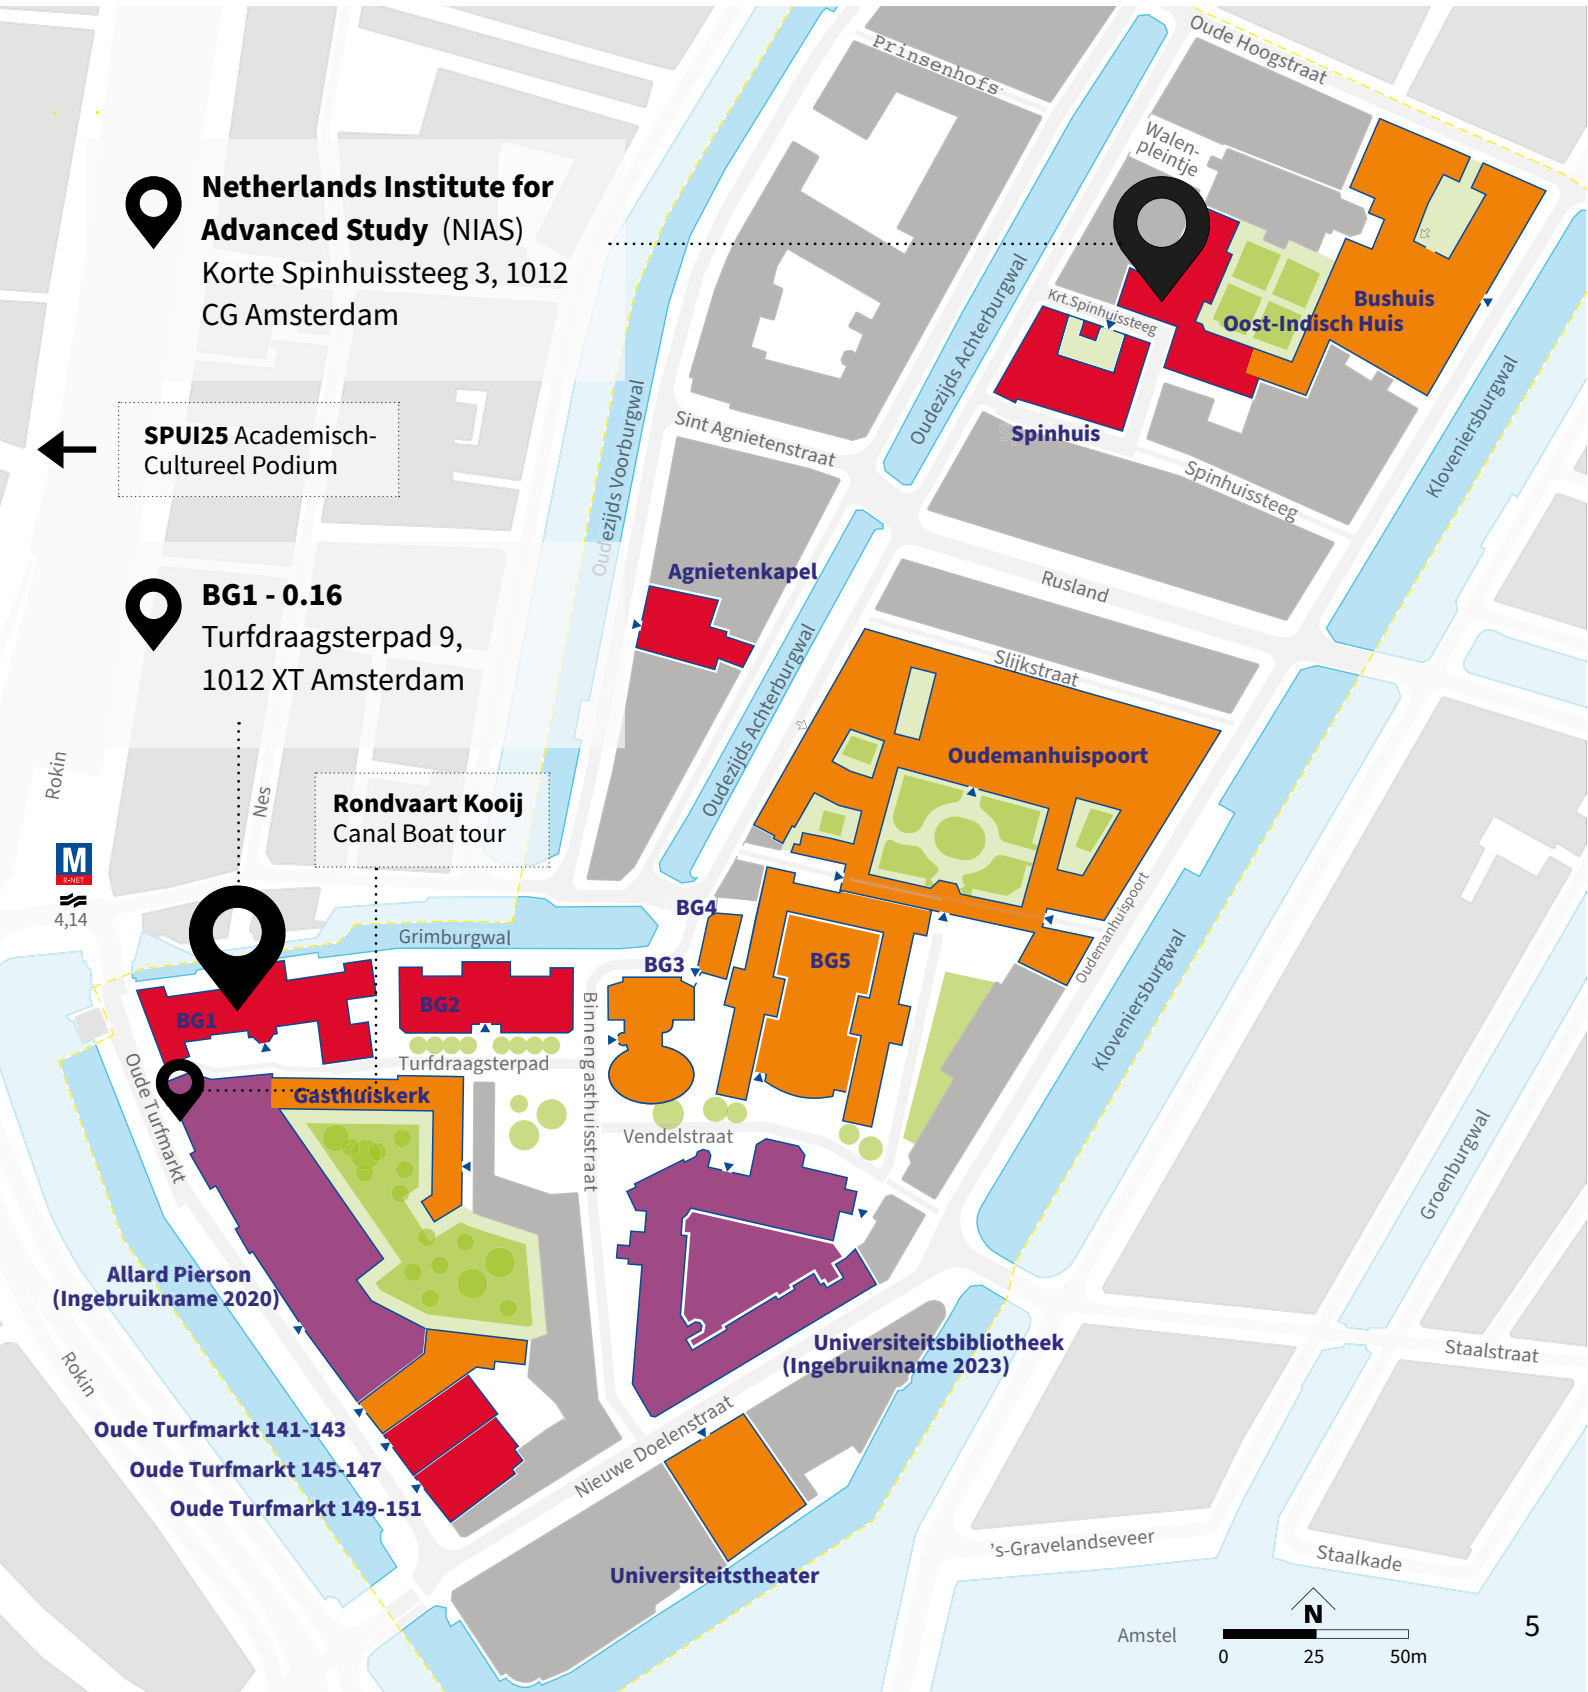 Oude Hoogstraat
Prinsenhofs
Walen-
pleintje
Netherlands Institute for
Advanced Study (NIAS)
Korte Spinhuissteeg 3, 1012
CG Amsterdam
Krt.Spinhuissteeg
Bushuis
Oost-Indisch Huis
Oudezijds Achterburgwal
Kloveniersburgwal
SPUI25 Academisch-
Cultureel Podium
Oudezijds Voorburgwal
Sint Agnietenstraat
Spinhuis
Spinhuissteeg
Agnietenkapel
Rusland
BG1 - 0.16
Turfdraagsterpad 9,
1012 XT Amsterdam
Slijkstraat
Oudezijds Achterburgwal
Oudemanhuispoort
Rokin
Nes
Rondvaart Kooij
Canal Boat tour
M
R-NET
4,14
BG4
Oudemanhuispoort
Grimburgwal
BG3
BG5
BG1
BG2
Kloveniersburgwal
Binnengasthuisstraat
Turfdraagsterpad
Oude Turfmarkt
Gasthuiskerk
Vendelstraat
Groenburgwal
Allard Pierson
(Ingebruikname 2020)
Universiteitsbibliotheek
(Ingebruikname 2023)
Staalstraat
Rokin
Oude Turfmarkt 141-143
Oude Turfmarkt 145-147
Oude Turfmarkt 149-151
Nieuwe Doelenstraat
's-Gravelandseveer
Staalkade
Universiteitstheater
N
Amstel
0 25 50m
5